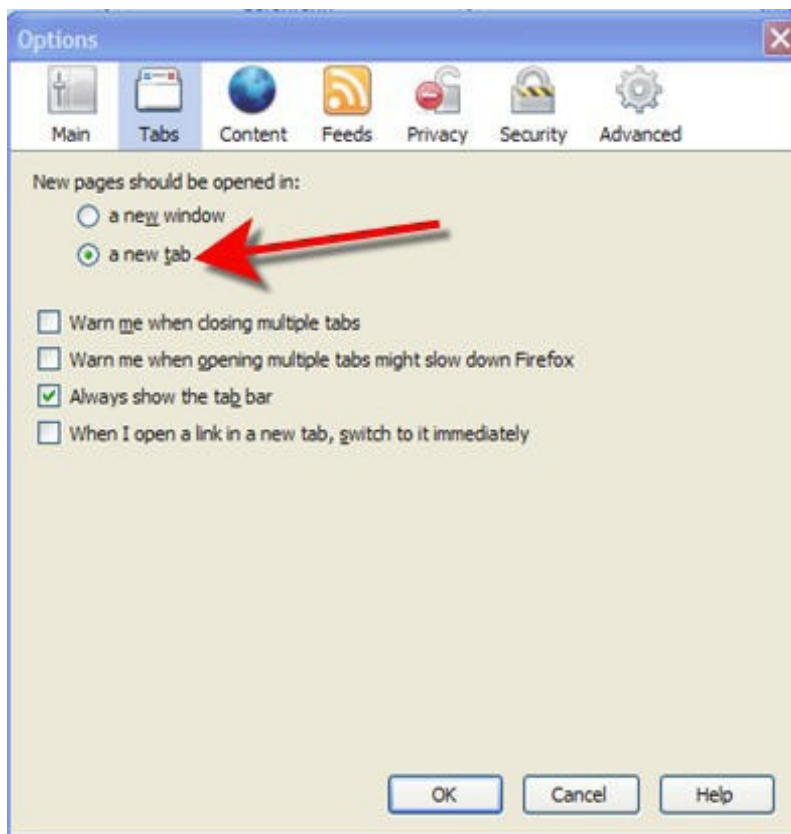 Options
Main Tabs Content Feeds Privacy Security Advanced
New pages should be opened in:
a new window
a new tab
Warn me when closing multiple tabs
Warn me when opening multiple tabs might slow down Firefox
Always show the tab bar
When I open a link in a new tab, switch to it immediately
OK Cancel Help